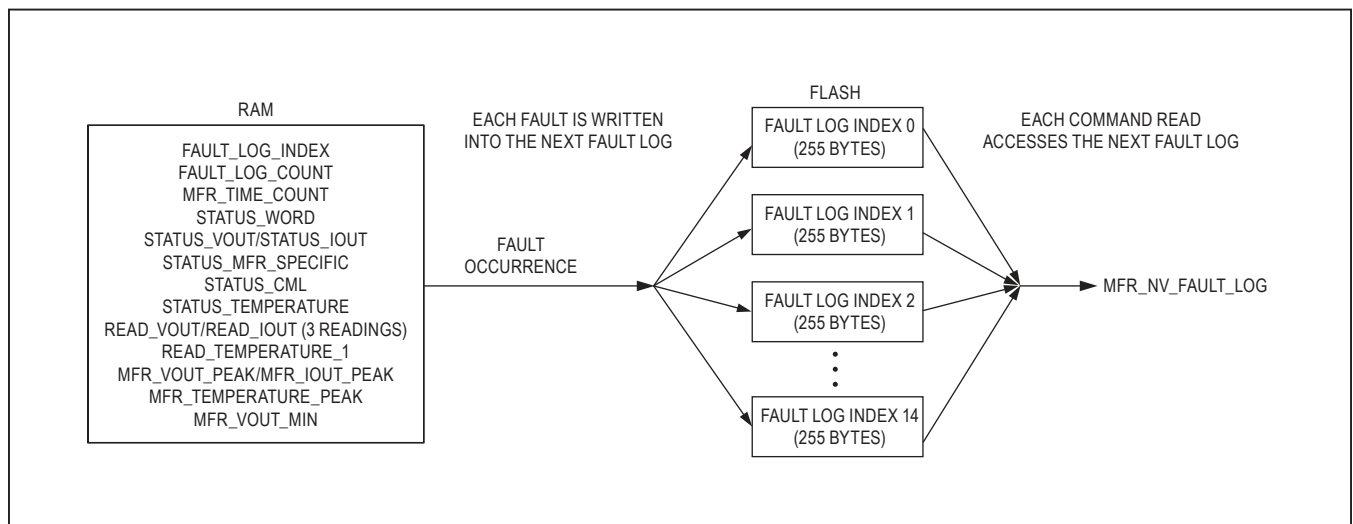 RAM
FAULT_LOG_INDEX
FAULT_LOG_COUNT
MFR_TIME_COUNT
STATUS_WORD
STATUS_VOUT/STATUS_IOUT
STATUS_MFR_SPECIFIC
STATUS_CML
STATUS_TEMPERATURE
READ_VOUT/READ_IOUT (3 READINGS)
READ_TEMPERATURE_1
MFR_VOUT_PEAK/MFR_IOUT_PEAK
MFR_TEMPERATURE_PEAK
MFR_VOUT_MIN
EACH FAULT IS WRITTEN
INTO THE NEXT FAULT LOG
FAULT
OCCURRENCE
FLASH
FAULT LOG INDEX 0
(255 BYTES)
FAULT LOG INDEX 1
(255 BYTES)
FAULT LOG INDEX 2
(255 BYTES)
FAULT LOG INDEX 14
(255 BYTES)
EACH COMMAND READ
ACCESSES THE NEXT FAULT LOG
MFR_NV_FAULT_LOG